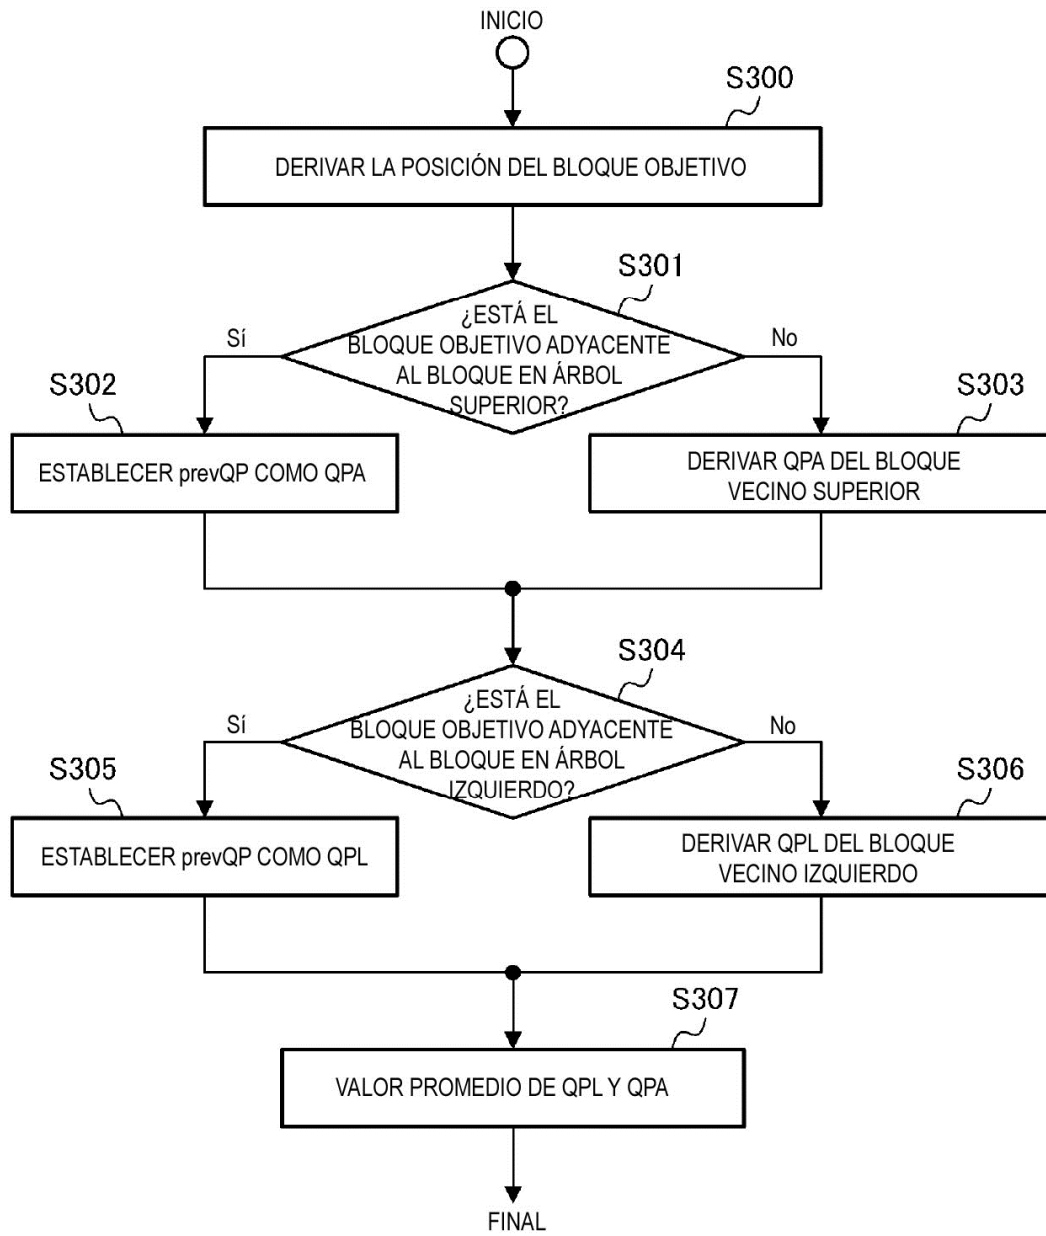 INICIO
S300
DERIVAR LA POSICIÓN DEL BLOQUE OBJETIVO
S301
¿ESTÁ EL
BLOQUE OBJETIVO ADYACENTE
AL BLOQUE EN ÁRBOL
SUPERIOR?
Sí
No
S302
ESTABLECER prevQP COMO QPA
S303
DERIVAR QPA DEL BLOQUE
VECINO SUPERIOR
S304
¿ESTÁ EL
BLOQUE OBJETIVO ADYACENTE
AL BLOQUE EN ÁRBOL
IZQUIERDO?
Sí
No
S305
ESTABLECER prevQP COMO QPL
S306
DERIVAR QPL DEL BLOQUE
VECINO IZQUIERDO
S307
VALOR PROMEDIO DE QPL Y QPA
FINAL